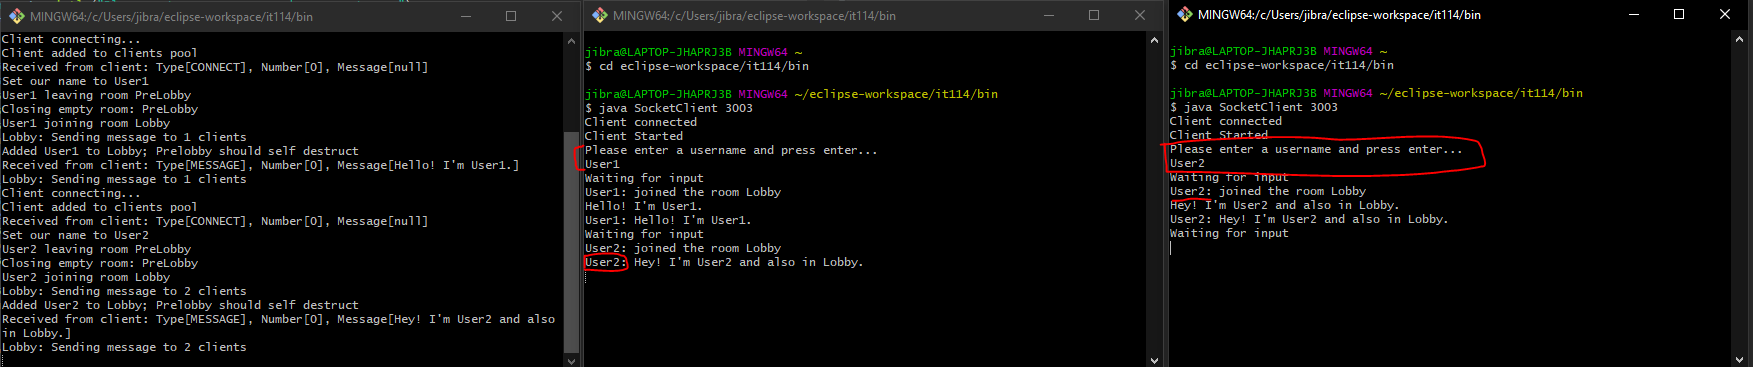 MINGW64:/c/Users/jibra/eclipse-workspace/it114/bin
Client connecting...
Client added to clients pool
Received from client: Type[CONNECT], Number[0], Message[null]
Set our name to User1
User1 leaving room PreLobby
Closing empty room: PreLobby
User1 joining room Lobby
Lobby: Sending message to 1 clients
Added User1 to Lobby; Prelobby should self destruct
Received from client: Type[MESSAGE], Number[0], Message[Hello! I'm User1.]
Lobby: Sending message to 1 clients
Client connecting...
Client added to clients pool
Received from client: Type[CONNECT], Number[0], Message[null]
Set our name to User2
User2 leaving room PreLobby
Closing empty room: PreLobby
User2 joining room Lobby
Lobby: Sending message to 2 clients
Added User2 to Lobby; Prelobby should self destruct
Received from client: Type[MESSAGE], Number[0], Message[Hey! I'm User2 and also
in Lobby.]
Lobby: Sending message to 2 clients
MINGW64:/c/Users/jibra/eclipse-workspace/it114/bin
jibra@LAPTOP-JHAPRJ3B MINGW64 ~
$ cd eclipse-workspace/it114/bin
jibra@LAPTOP-JHAPRJ3B MINGW64 ~/eclipse-workspace/it114/bin
$ java SocketClient 3003
Client connected
Client Started
Please enter a username and press enter...
User1
Waiting for input
User1: joined the room Lobby
Hello! I'm User1.
User1: Hello! I'm User1.
Waiting for input
User2: joined the room Lobby
User2: Hey! I'm User2 and also in Lobby.
MINGW64:/c/Users/jibra/eclipse-workspace/it114/bin
jibra@LAPTOP-JHAPRJ3B MINGW64 ~
$ cd eclipse-workspace/it114/bin
jibra@LAPTOP-JHAPRJ3B MINGW64 ~/eclipse-workspace/it114/bin
$ java SocketClient 3003
Client connected
Client Started
Please enter a username and press enter...
User2
Waiting for input
User2: joined the room Lobby
Hey! I'm User2 and also in Lobby.
User2: Hey! I'm User2 and also in Lobby.
Waiting for input